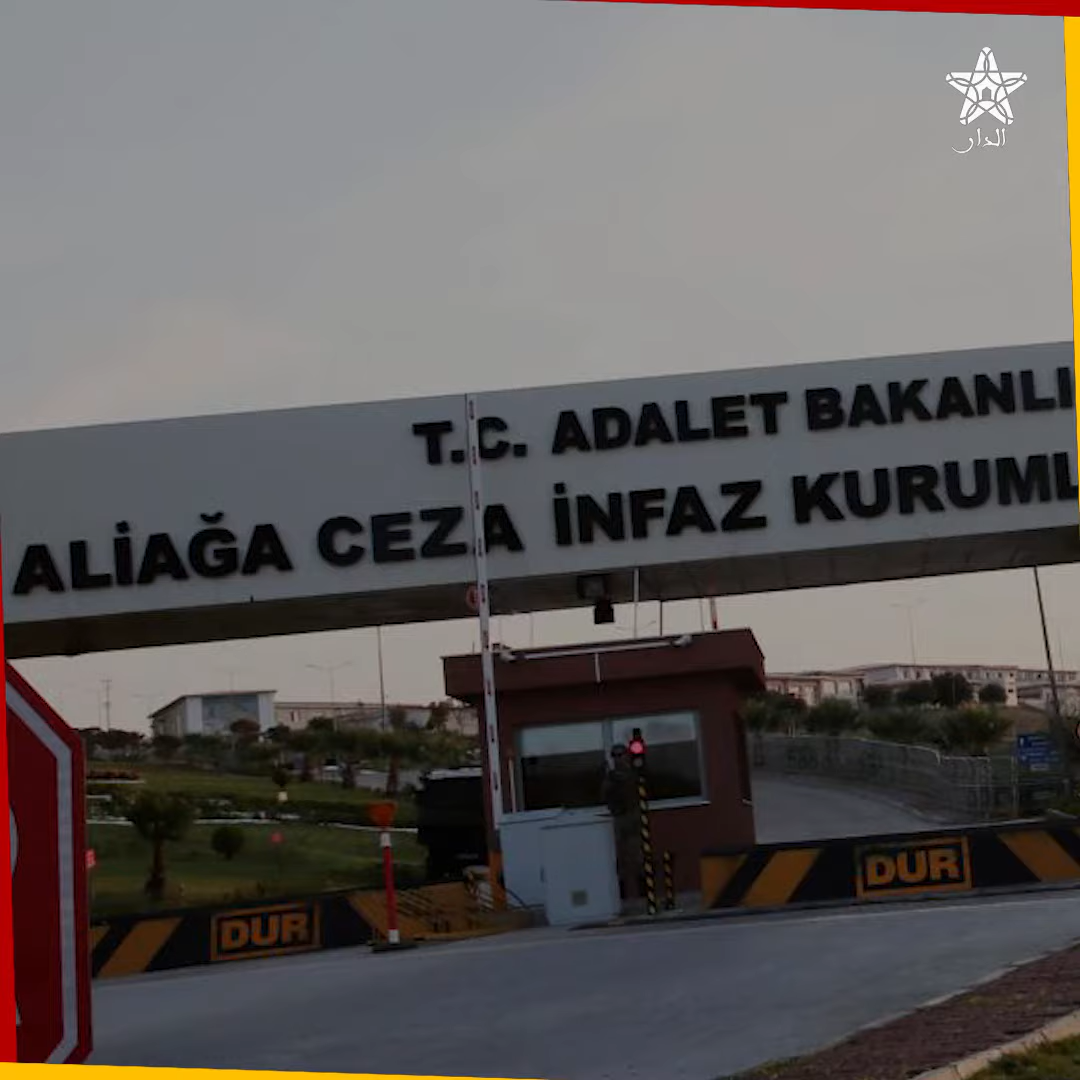 الدار
T.C. ADALET BAKANLI
ALİAĞA CEZA İNFAZ KURUML
DUR
DUR